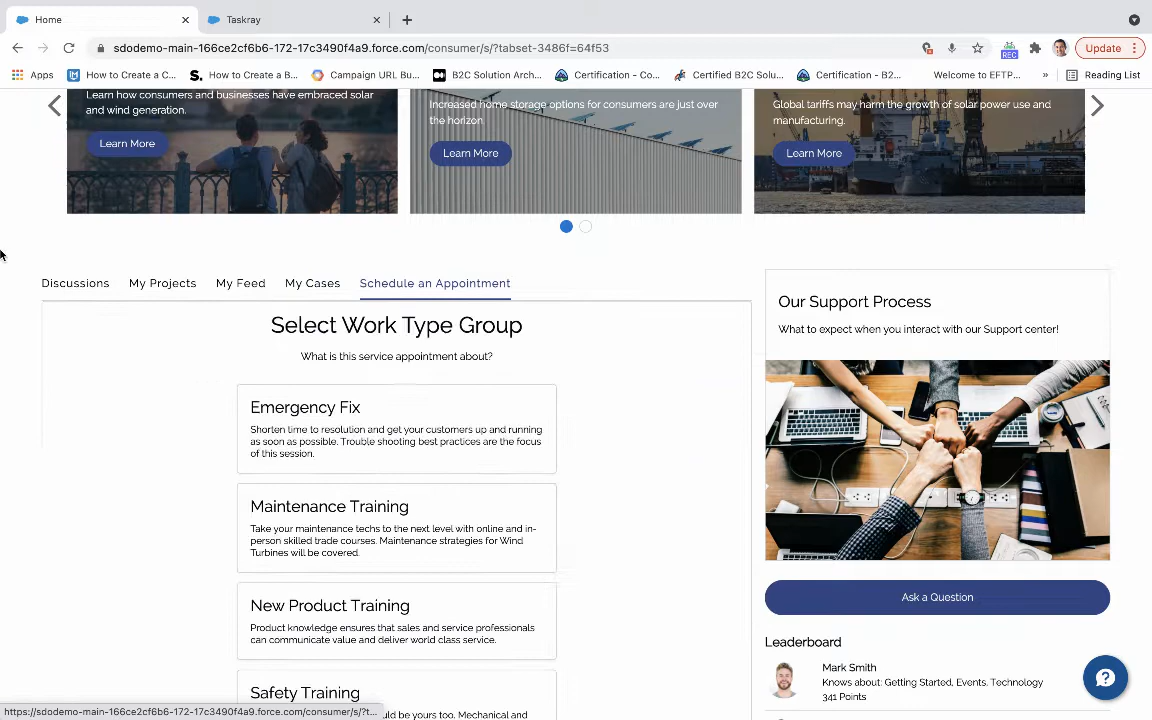 Home
Taskray
sdodemo-main-166ce2cf6b6-172-17c3490f4a9.force.com/consumer/s/?tabset-3486f=64f53
REC
Update
Apps
How to Create a C...
How to Create a B...
Campaign URL Bu...
B2C Solution Arch...
Certification - Co...
Certified B2C Solu...
Certification - B2...
Welcome to EFTP...
»
Reading List
Learn how consumers and businesses have embraced solar
and wind generation.
Learn More
Increased home storage options for consumers are just over
the horizon
Learn More
Global tariffs may harm the growth of solar power use and
manufacturing.
Learn More
Discussions
My Projects
My Feed
My Cases
Schedule an Appointment
Select Work Type Group
What is this service appointment about?
Emergency Fix
Shorten time to resolution and get your customers up and running
as soon as possible. Trouble shooting best practices are the focus
of this session.
Maintenance Training
Take your maintenance techs to the next level with online and in-
person skilled trade courses. Maintenance strategies for Wind
Turbines will be covered.
New Product Training
Product knowledge ensures that sales and service professionals
can communicate value and deliver world class service.
Safety Training
uld be yours too. Mechanical and
Our Support Process
What to expect when you interact with our Support center!
Ask a Question
Leaderboard
Mark Smith
Knows about: Getting Started, Events, Technology
341 Points
https://sdodemo-main-166ce2cf6b6-172-17c3490f4a9.force.com/consumer/s/?t...